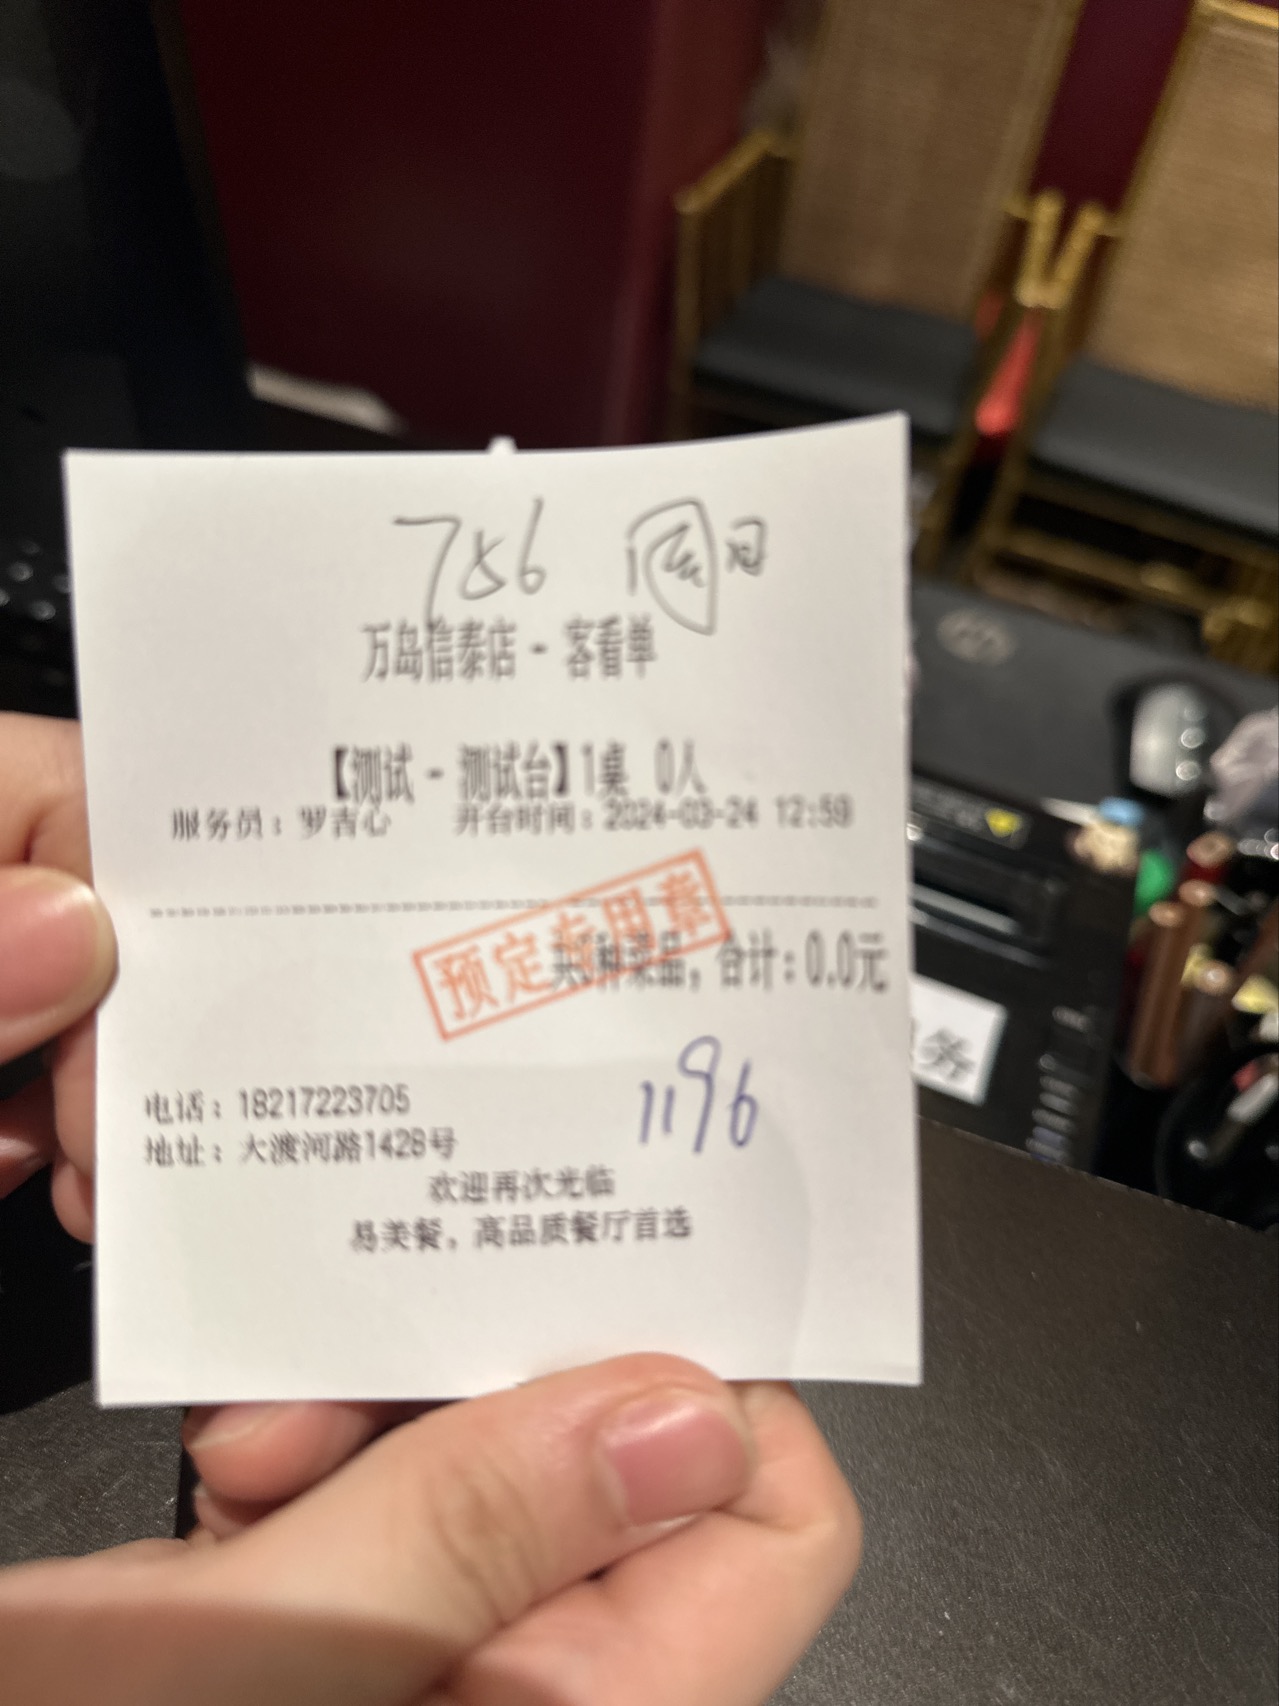 786 周日
万岛信泰店 - 客看单
【测试 - 测试台】1桌 0人
服务员：罗吉心 开台时间：2024-03-24 12:59
预定专用章
共0种菜品，合计：0.0元
1196
电话：18217223705
地址：大渡河路1428号
欢迎再次光临
易美餐，高品质餐厅首选
务